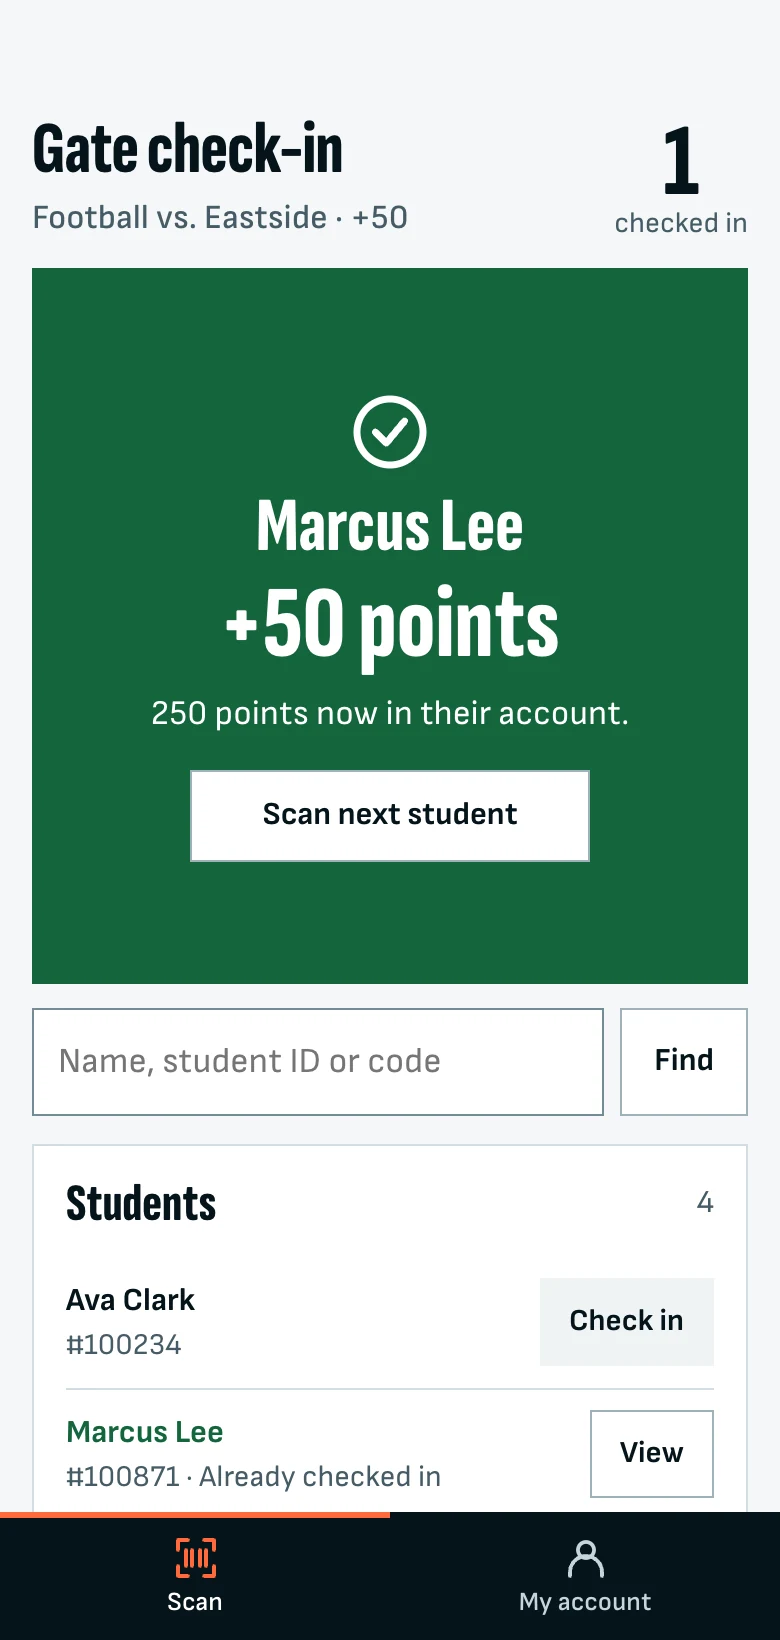 Gate check-in
1
Football vs. Eastside · +50
checked in
Marcus Lee
+50 points
250 points now in their account.
Scan next student
Name, student ID or code
Find
Students
4
Ava Clark
#100234
Check in
Marcus Lee
#100871 · Already checked in
View
Scan
My account